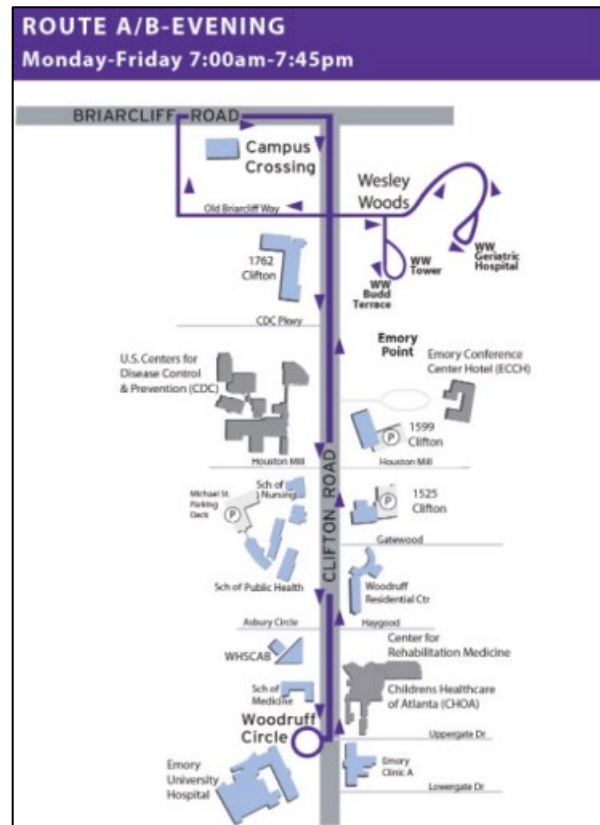 ROUTE A/B-EVENING
Monday-Friday 7:00am-7:45pm
BRIARCLIFF ROAD
Campus
Crossing
Wesley
Woods
Old Briarcliff Way
WW
Tower
WW
Geriatric
Hospital
WW
Budd
Terrace
1762
Clifton
CDC Pkwy
Emory
Point
Emory Conference
Center Hotel (ECCH)
U.S. Centers for
Disease Control
& Prevention (CDC)
P
1599
Clifton
Houston Mill
Houston Mill
CLIFTON ROAD
Sch of
Nursing
Michael St.
Parking
Deck
P
P
1525
Clifton
Gatewood
Sch of Public Health
Woodruff
Residential Ctr
Asbury Circle
Haygood
WHSCAB
Center for
Rehabilitation Medicine
Sch of
Medicine
Childrens Healthcare
of Atlanta (CHOA)
Woodruff
Circle
Uppergate Dr
Emory
University
Hospital
Emory
Clinic A
Lowergate Dr